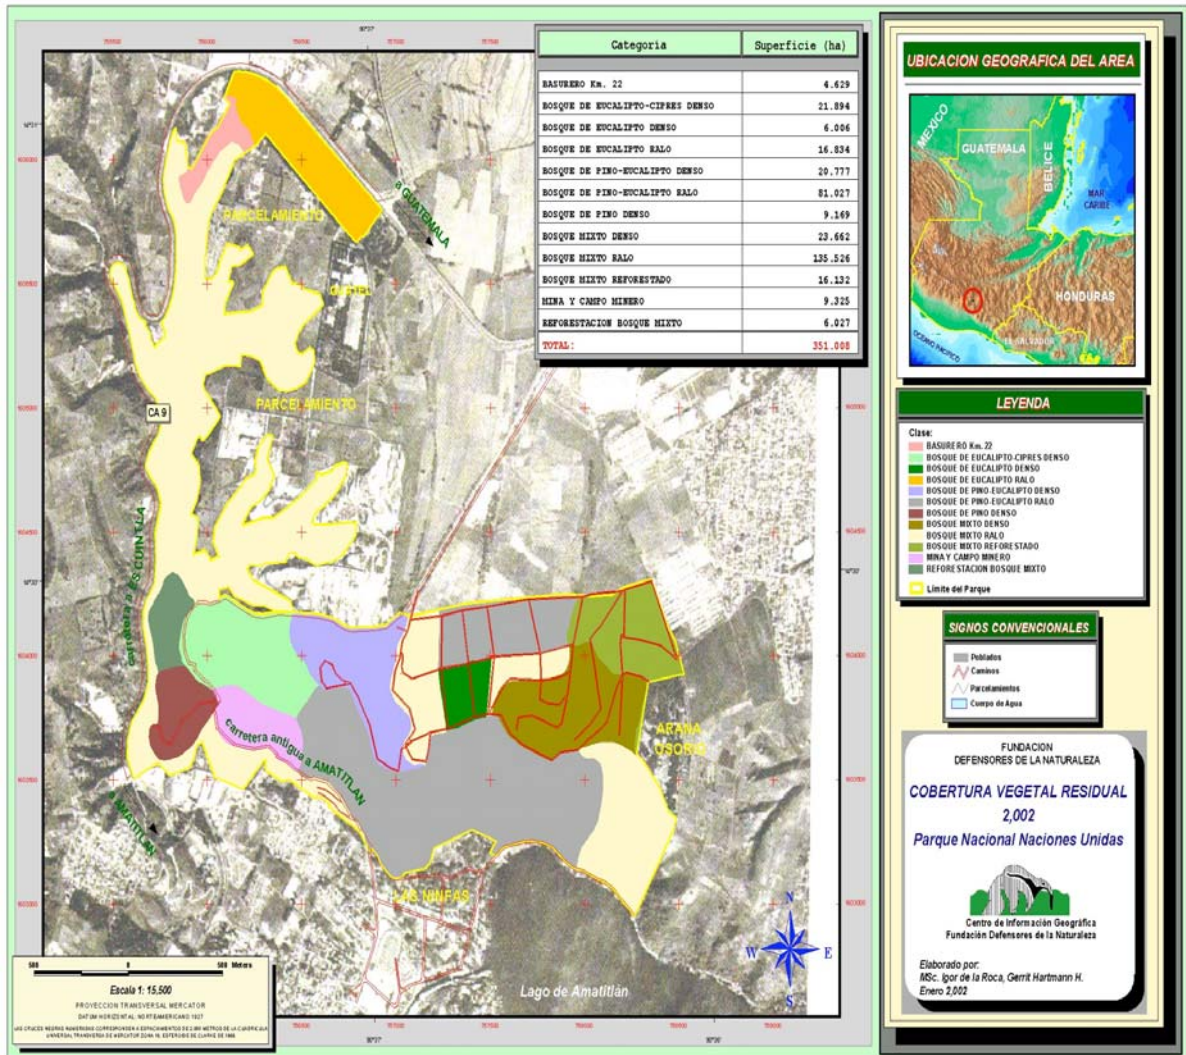 Categoria Superficie (ha)
BASURERO Km. 22 4.629
BOSQUE DE EUCALIPTO-CIPRES DENSO 21.894
BOSQUE DE EUCALIPTO DENSO 6.006
BOSQUE DE EUCALIPTO RALO 16.834
BOSQUE DE PINO-EUCALIPTO DENSO 20.777
BOSQUE DE PINO-EUCALIPTO RALO 81.027
BOSQUE DE PINO DENSO 9.169
BOSQUE MIXTO DENSO 23.662
BOSQUE MIXTO RALO 135.526
BOSQUE MIXTO REFORESTADO 16.132
MINA Y CAMPO MINERO 9.325
REFORESTACION BOSQUE MIXTO 6.027
TOTAL: 351.008
PARCELAMIENTO
a GUATEMALA
PARCELAMIENTO
CA 9
carretera a ESCUINTLA
carretera antigua a AMATITLAN
a AMATITLAN
ARANA
OSORIO
LAS NINFAS
Lago de Amatitlán
N
W E
S
500 0 500 Meters
Escala 1: 15,500
PROYECCION TRANSVERSAL MERCATOR
DATUM HORIZONTAL: NORTEAMERICANO 1927
UBICACION GEOGRAFICA DEL AREA
MEXICO
GUATEMALA
BELICE
MAR
CARIBE
HONDURAS
EL SALVADOR
OCEANO PACIFICO
LEYENDA
Clase:
BASURERO Km. 22
BOSQUE DE EUCALIPTO-CIPRES DENSO
BOSQUE DE EUCALIPTO DENSO
BOSQUE DE EUCALIPTO RALO
BOSQUE DE PINO-EUCALIPTO DENSO
BOSQUE DE PINO-EUCALIPTO RALO
BOSQUE DE PINO DENSO
BOSQUE MIXTO DENSO
BOSQUE MIXTO RALO
BOSQUE MIXTO REFORESTADO
MINA Y CAMPO MINERO
REFORESTACION BOSQUE MIXTO
Límite del Parque
SIGNOS CONVENCIONALES
Poblados
Caminos
Parcelamientos
Cuerpo de Agua
FUNDACION
DEFENSORES DE LA NATURALEZA
COBERTURA VEGETAL RESIDUAL
2,002
Parque Nacional Naciones Unidas
Centro de Información Geográfica
Fundación Defensores de la Naturaleza
Elaborado por:
MSc. Igor de la Roca, Gerrit Hartmann H.
Enero 2,002